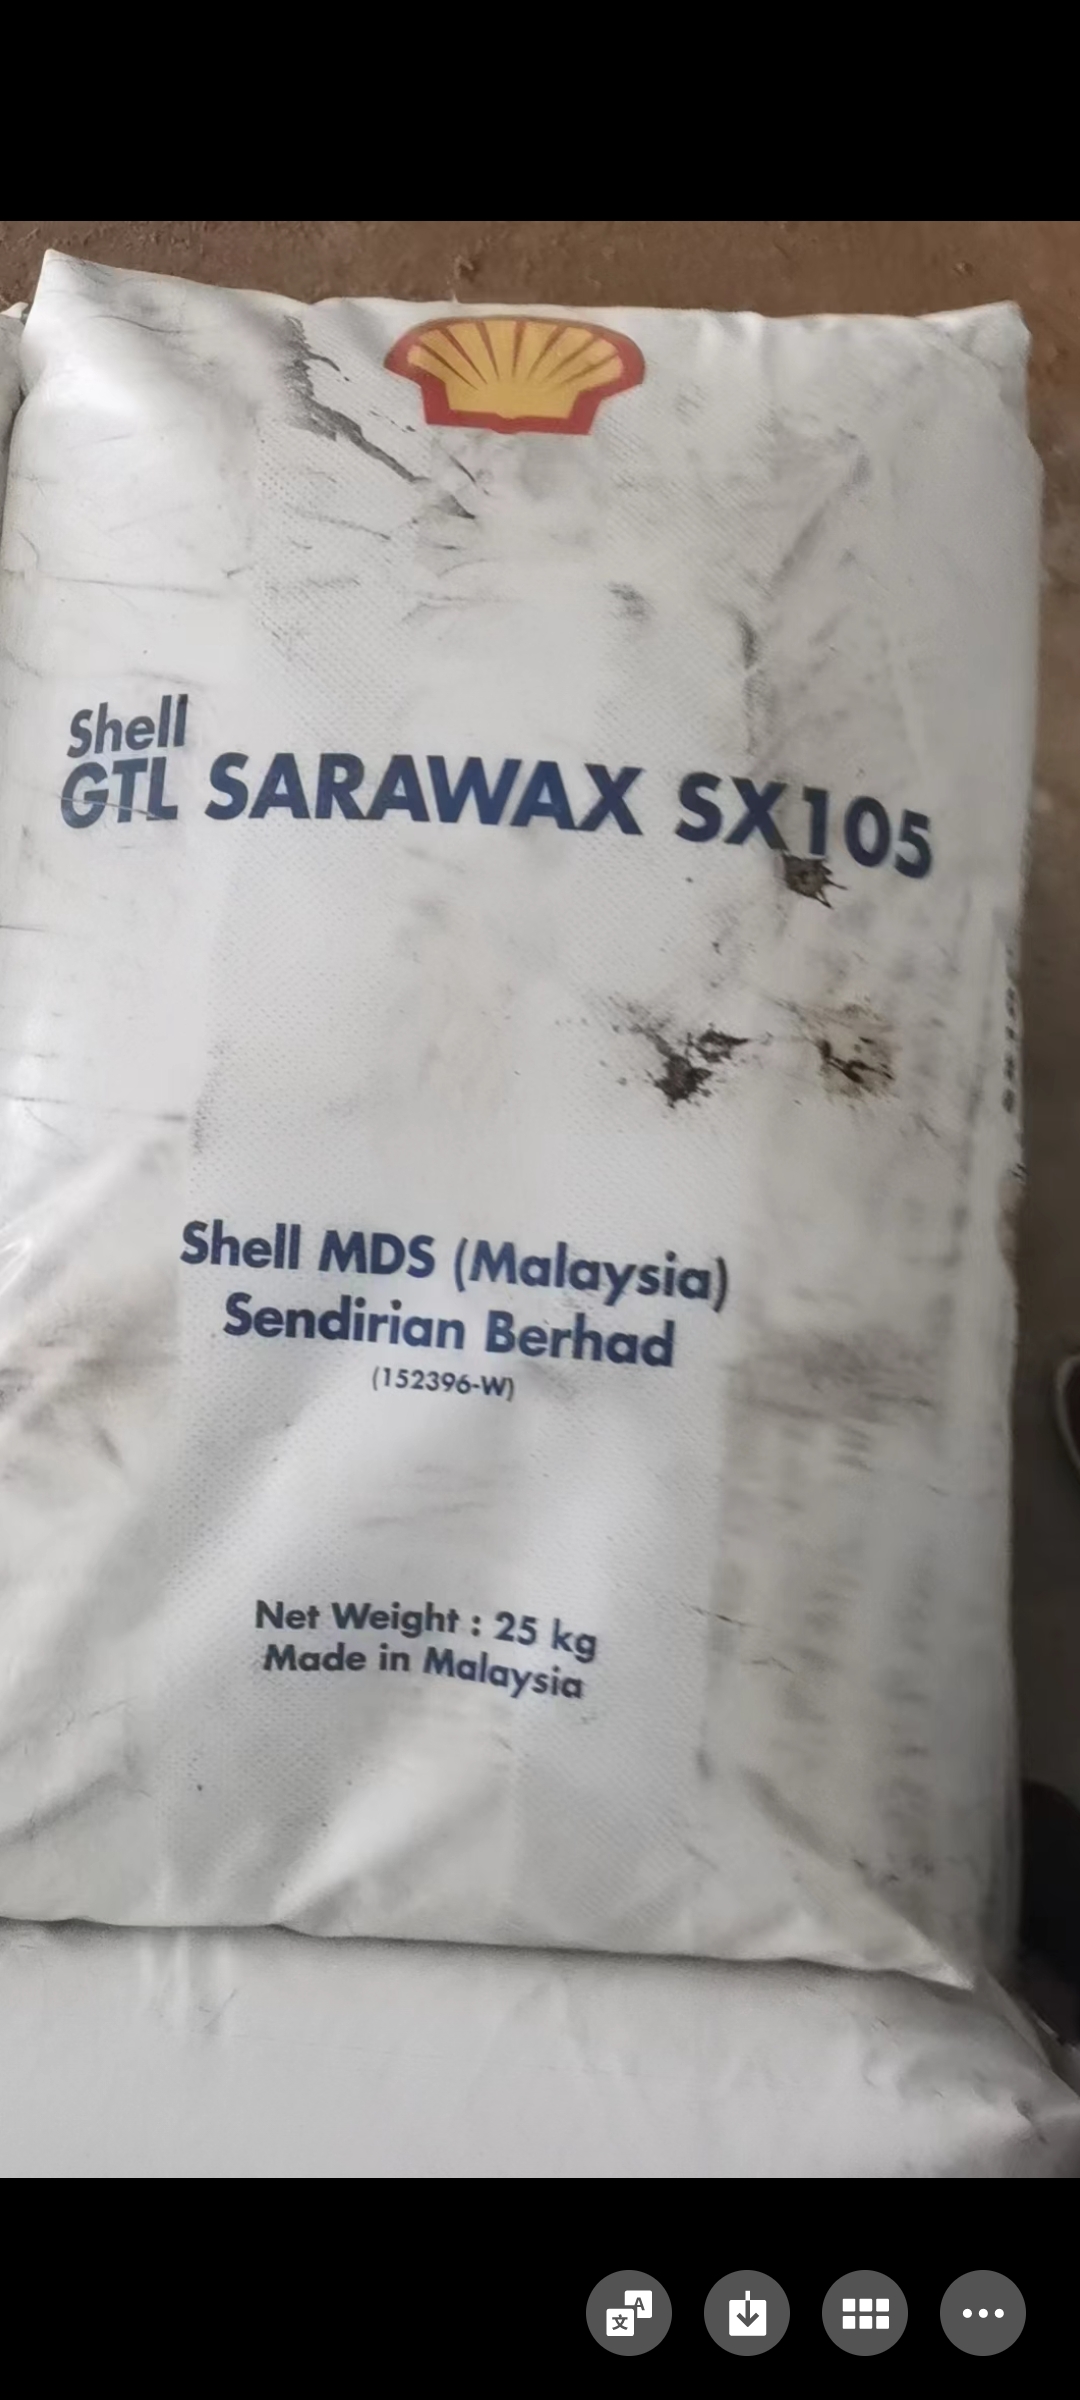 Shell
GTL SARAWAX SX105
Shell MDS (Malaysia)
Sendirian Berhad
(152396-W)
Net Weight : 25 kg
Made in Malaysia